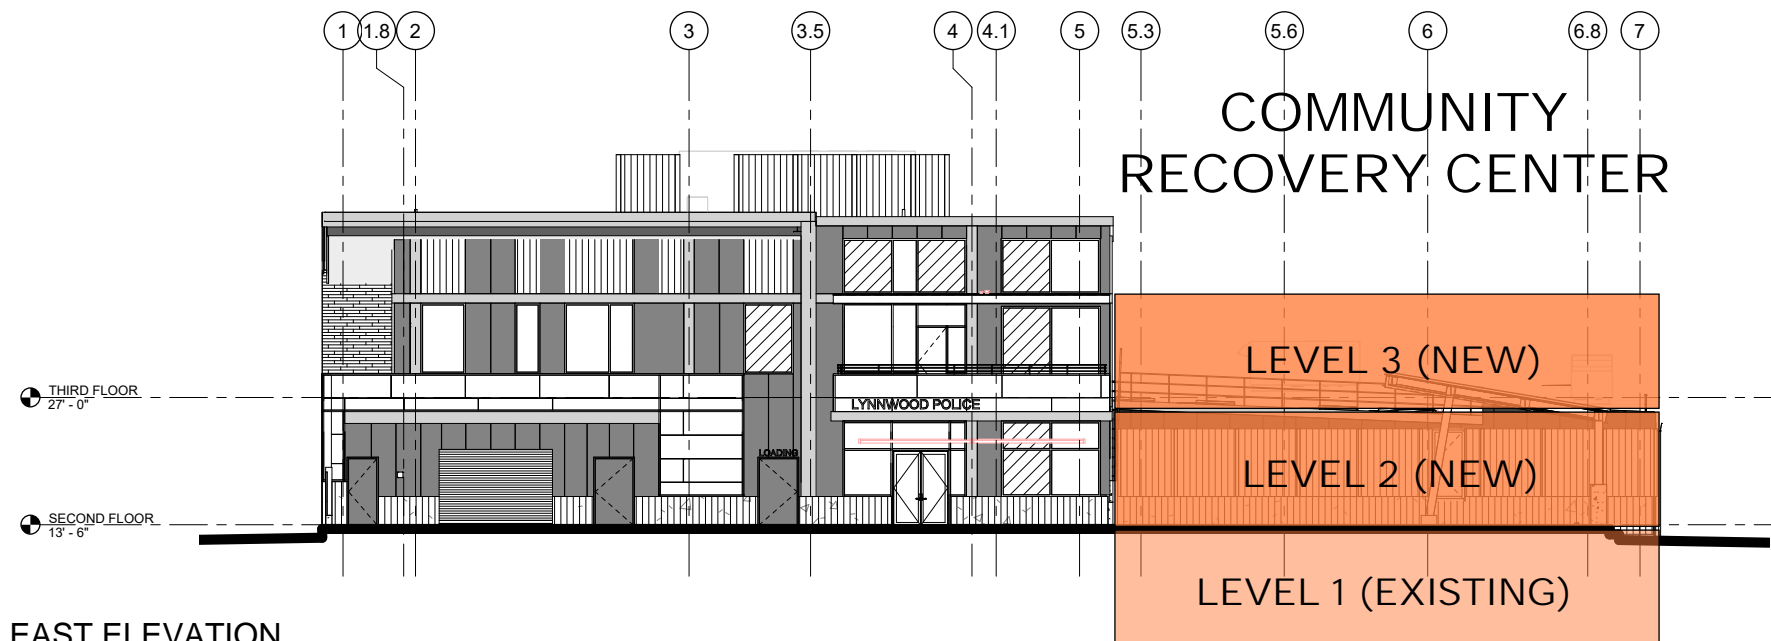 1 1.8 2 3 3.5 4 4.1 5 5.3 5.6 6 6.8 7
COMMUNITY
RECOVERY CENTER
LEVEL 3 (NEW)
THIRD FLOOR
27' - 0"
LYNNWOOD POLICE
LOADING
LEVEL 2 (NEW)
SECOND FLOOR
13' - 6"
LEVEL 1 (EXISTING)
EAST ELEVATION